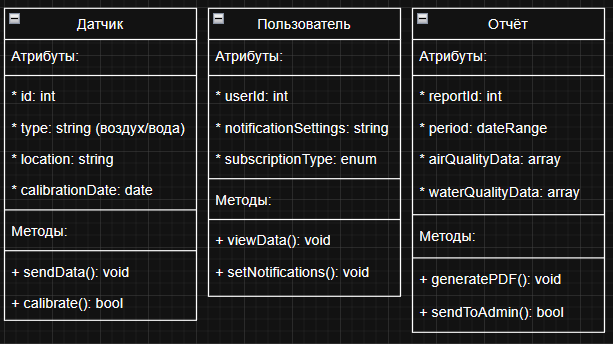 Датчик
Атрибуты:
* id: int
* type: string (воздух/вода)
* location: string
* calibrationDate: date
Методы:
+ sendData(): void
+ calibrate(): bool
Пользователь
Атрибуты:
* userId: int
* notificationSettings: string
* subscriptionType: enum
Методы:
+ viewData(): void
+ setNotifications(): void
Отчёт
Атрибуты:
* reportId: int
* period: dateRange
* airQualityData: array
* waterQualityData: array
Методы:
+ generatePDF(): void
+ sendToAdmin(): bool